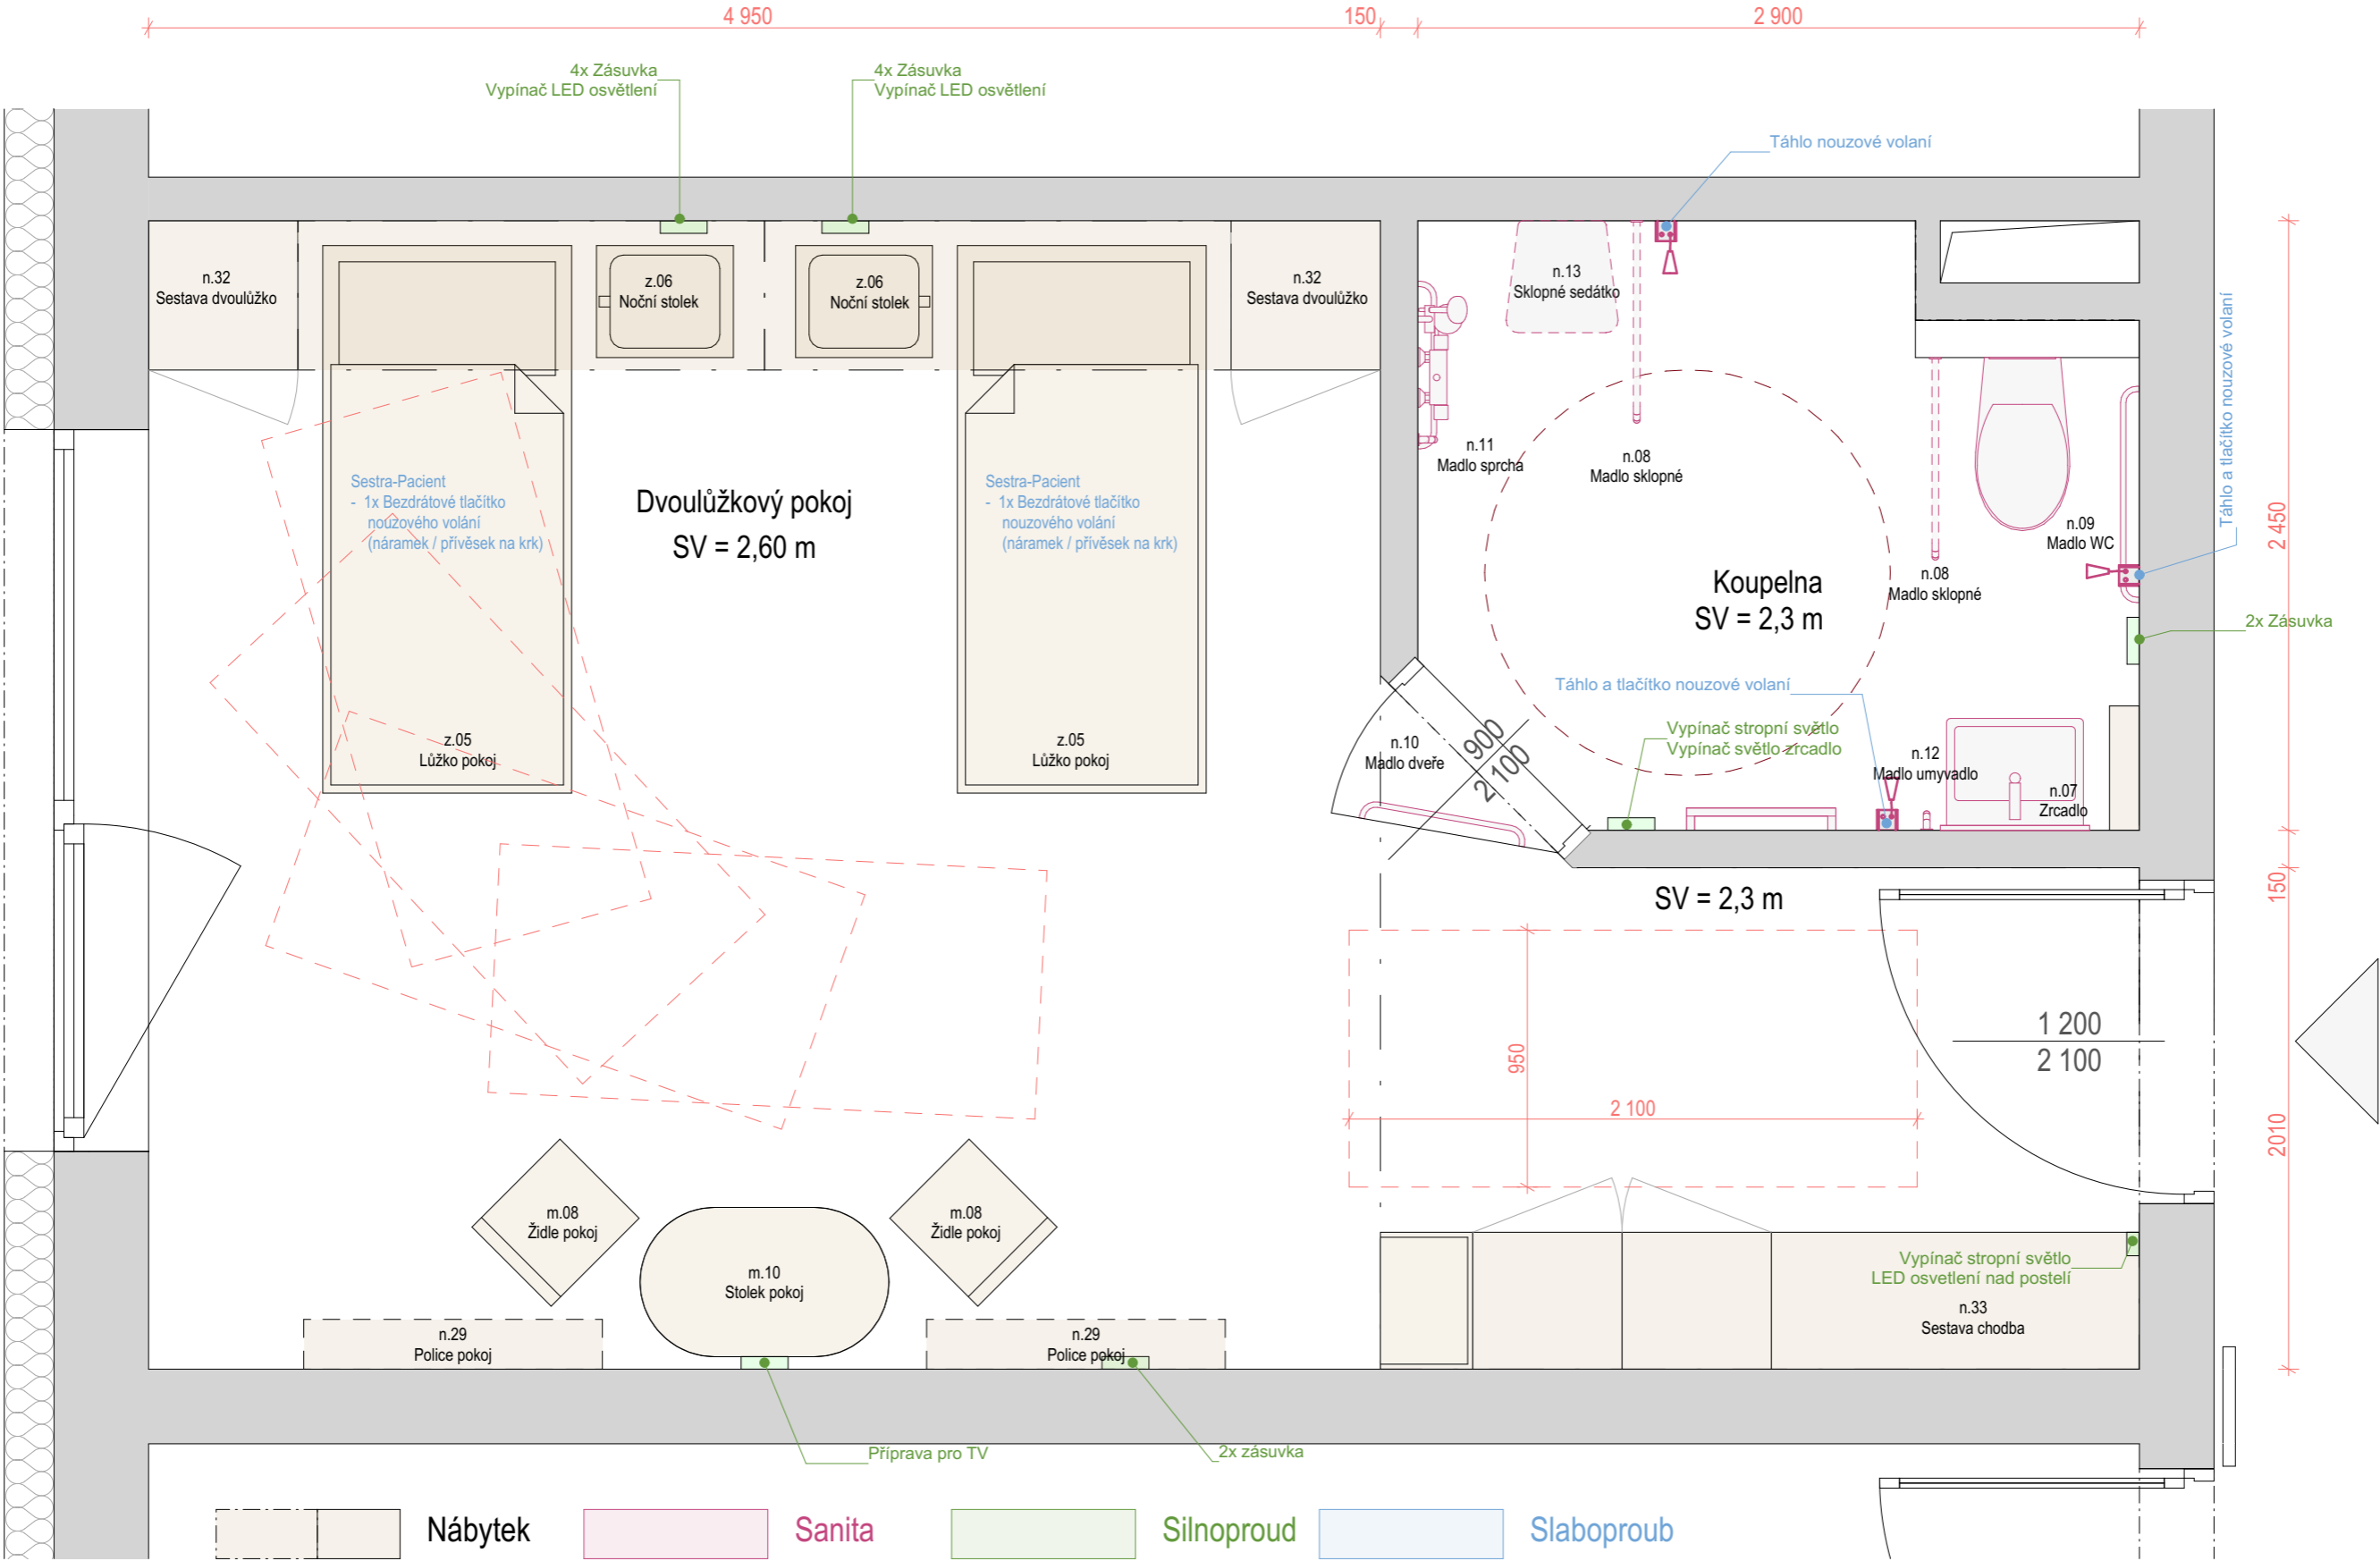 4 950
150
2 900
4x Zásuvka
Vypínač LED osvětlení
4x Zásuvka
Vypínač LED osvětlení
Táhlo nouzové volaní
n.32
Sestava dvoulůžko
z.06
Noční stolek
z.06
Noční stolek
n.32
Sestava dvoulůžko
n.13
Sklopné sedátko
Táhlo a tlačítko nouzové volaní
n.11
Madlo sprcha
n.08
Madlo sklopné
Sestra-Pacient
- 1x Bezdrátové tlačítko
nouzového volání
(náramek / přívěsek na krk)
Dvoulůžkový pokoj
SV = 2,60 m
Sestra-Pacient
- 1x Bezdrátové tlačítko
nouzového volání
(náramek / přívěsek na krk)
n.09
Madlo WC
2 450
n.08
Madlo sklopné
Koupelna
SV = 2,3 m
2x Zásuvka
Táhlo a tlačítko nouzové volaní
Vypínač stropní světlo
Vypínač světlo zrcadlo
z.05
Lůžko pokoj
z.05
Lůžko pokoj
n.10
Madlo dveře
900
2 100
n.12
Madlo umyvadlo
n.07
Zrcadlo
SV = 2,3 m
150
1 200
2 100
950
2 100
2010
m.08
Židle pokoj
m.08
Židle pokoj
m.10
Stolek pokoj
Vypínač stropní světlo
LED osvetlení nad postelí
n.33
Sestava chodba
n.29
Police pokoj
n.29
Police pokoj
Příprava pro TV
2x zásuvka
Nábytek
Sanita
Silnoproud
Slaboproub